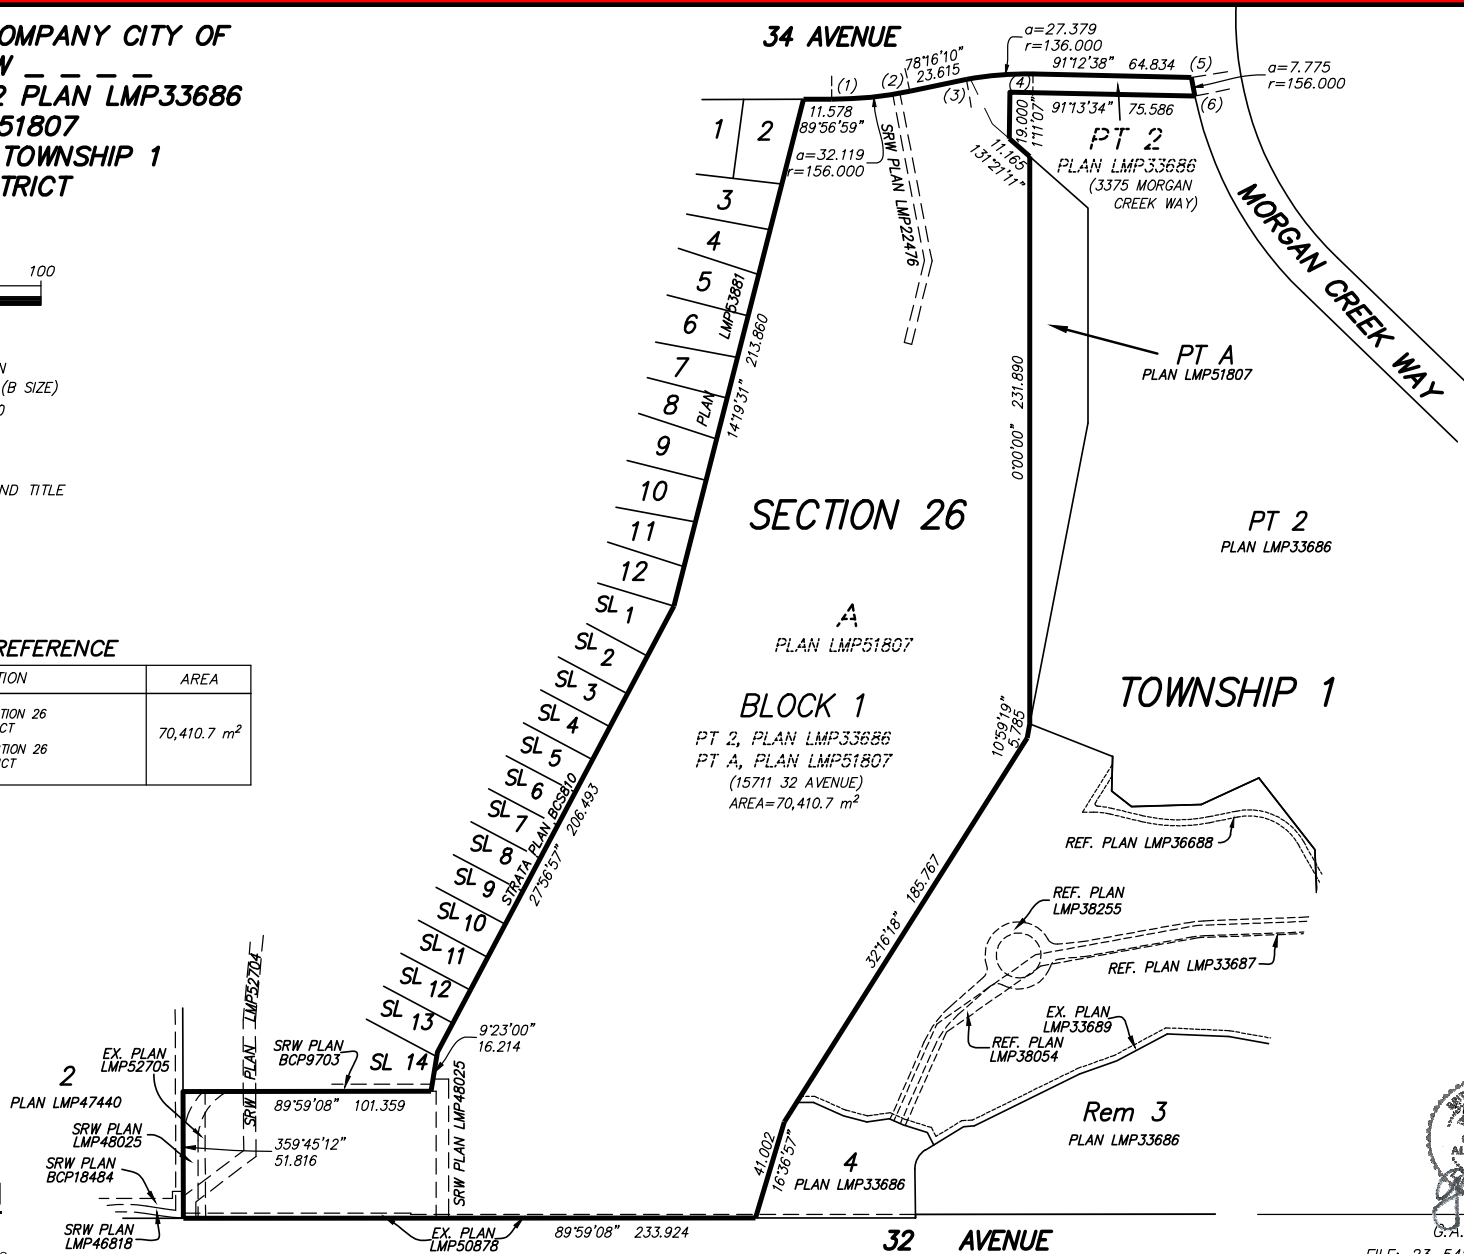 OMPANY CITY OF
W _ _ _ _
2 PLAN LMP33686
51807
TOWNSHIP 1
TRICT
100
N
(B SIZE)
0
ND TITLE
REFERENCE
TION
AREA
TION 26
CT
TION 26
ICT
70,410.7 m²
34 AVENUE
a=27.379
r=136.000
78°16'10"
23.615
91°12'38" 64.834
(1)
(2)
(3)
(4)
(5)
(6)
a=7.775
r=156.000
11.578
89°56'59"
a=32.119
r=156.000
SRW PLAN LMP22476
19.000
1°11'07"
91°13'34" 75.586
11.165
131°21'11"
PT 2
PLAN LMP33686
(3375 MORGAN
CREEK WAY)
MORGAN CREEK WAY
1
2
3
4
5
6
7
8
9
10
11
12
PLAN LMP53881
14°19'31" 213.860
PT A
PLAN LMP51807
0°00'00" 231.890
SECTION 26
PT 2
PLAN LMP33686
A
PLAN LMP51807
TOWNSHIP 1
BLOCK 1
PT 2, PLAN LMP33686
PT A, PLAN LMP51807
(15711 32 AVENUE)
AREA=70,410.7 m²
10°59'19"
5.785
SL 1
SL 2
SL 3
SL 4
SL 5
SL 6
SL 7
SL 8
SL 9
SL 10
SL 11
SL 12
SL 13
SL 14
STRATA PLAN BCS810
27°56'57" 206.493
32°16'18" 185.767
REF. PLAN LMP36688
REF. PLAN
LMP38255
REF. PLAN LMP33687
EX. PLAN
LMP33689
REF. PLAN
LMP38054
9°23'00"
16.214
SRW PLAN LMP52704
SRW PLAN
BCP9703
EX. PLAN
LMP52705
2
PLAN LMP47440
SRW PLAN
LMP48025
SRW PLAN
BCP18484
SRW PLAN
LMP46818
89°59'08" 101.359
359°45'12"
51.816
SRW PLAN LMP48025
EX. PLAN
LMP50878
89°59'08" 233.924
41.002
16°36'57"
4
PLAN LMP33686
Rem 3
PLAN LMP33686
32 AVENUE
AL
G.A.